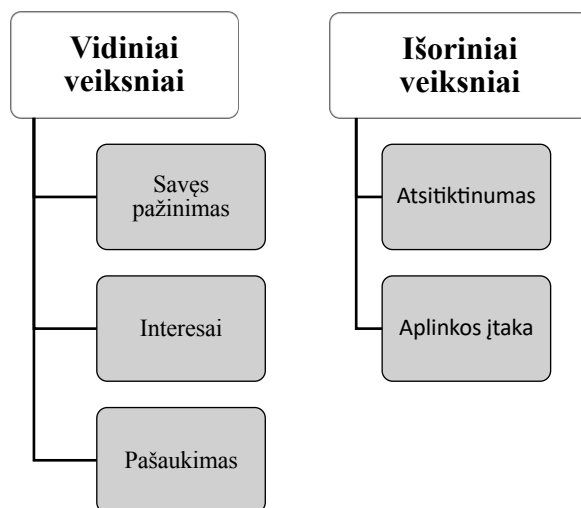 Vidiniai
veiksniai
Savęs
pažinimas
Interesai
Pašaukimas
Išoriniai
veiksniai
Atsitiktinumas
Aplinkos įtaka